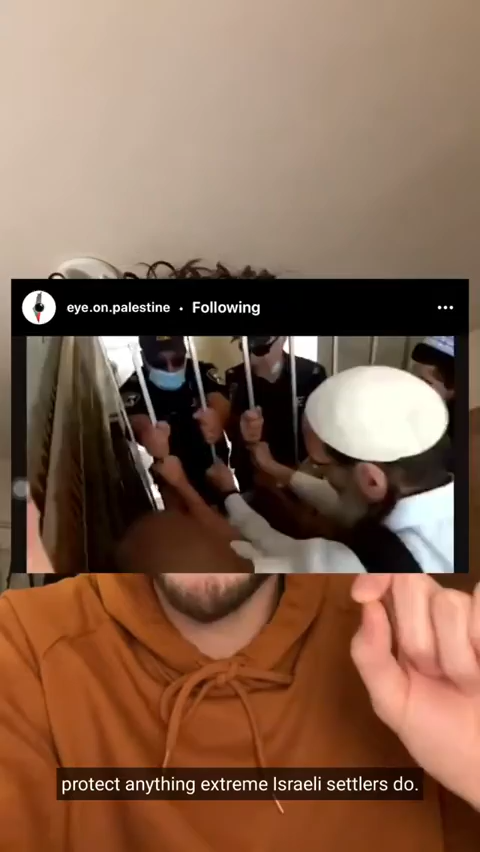 eye.on.palestine • Following
protect anything extreme Israeli settlers do.